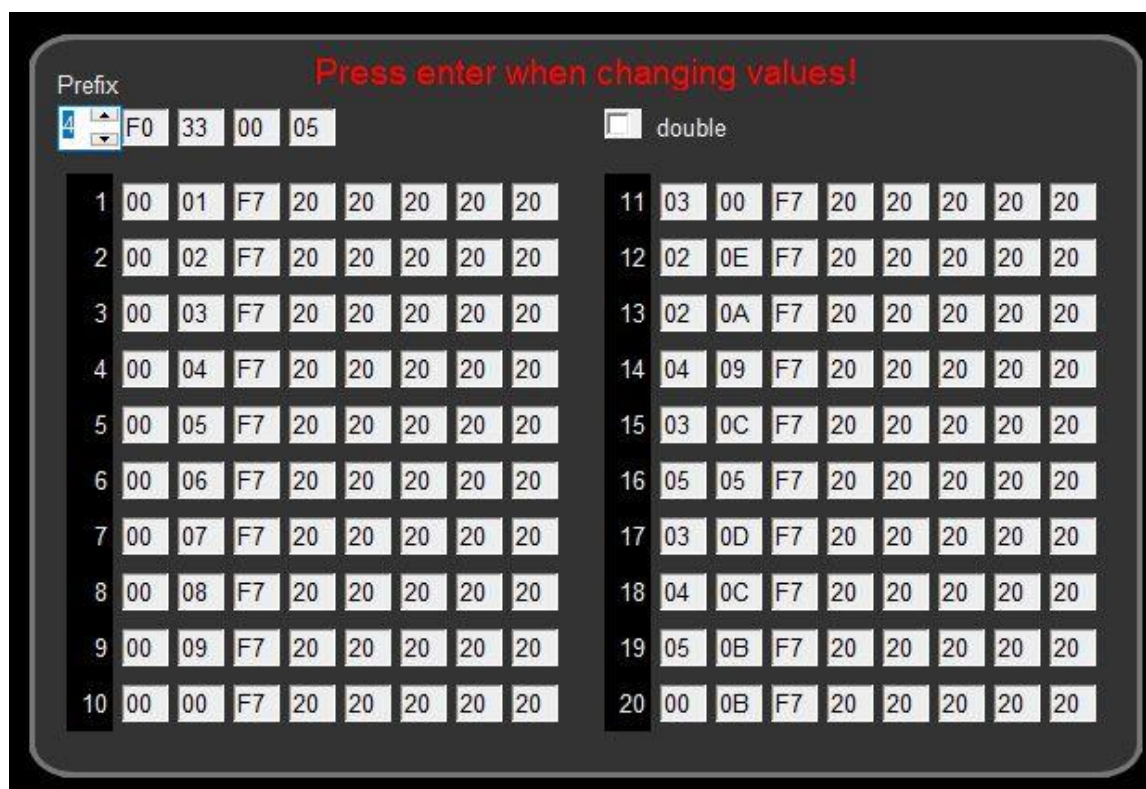 Press enter when changing values!
Prefix
4 F0 33 00 05 double
1 00 01 F7 20 20 20 20 20 11 03 00 F7 20 20 20 20 20
2 00 02 F7 20 20 20 20 20 12 02 0E F7 20 20 20 20 20
3 00 03 F7 20 20 20 20 20 13 02 0A F7 20 20 20 20 20
4 00 04 F7 20 20 20 20 20 14 04 09 F7 20 20 20 20 20
5 00 05 F7 20 20 20 20 20 15 03 0C F7 20 20 20 20 20
6 00 06 F7 20 20 20 20 20 16 05 05 F7 20 20 20 20 20
7 00 07 F7 20 20 20 20 20 17 03 0D F7 20 20 20 20 20
8 00 08 F7 20 20 20 20 20 18 04 0C F7 20 20 20 20 20
9 00 09 F7 20 20 20 20 20 19 05 0B F7 20 20 20 20 20
10 00 00 F7 20 20 20 20 20 20 00 0B F7 20 20 20 20 20